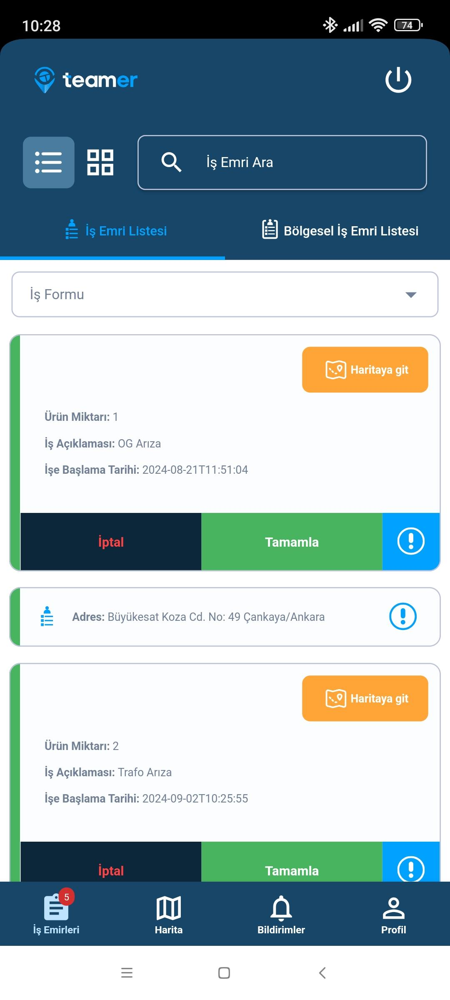 10:28
74
teamer
İş Emri Ara
İş Emri Listesi
Bölgesel İş Emri Listesi
İş Formu
Haritaya git
Ürün Miktarı: 1
İş Açıklaması: OG Arıza
İşe Başlama Tarihi: 2024-08-21T11:51:04
İptal
Tamamla
Adres: Büyükesat Koza Cd. No: 49 Çankaya/Ankara
Haritaya git
Ürün Miktarı: 2
İş Açıklaması: Trafo Arıza
İşe Başlama Tarihi: 2024-09-02T10:25:55
İptal
Tamamla
5
İş Emirleri
Harita
Bildirimler
Profil